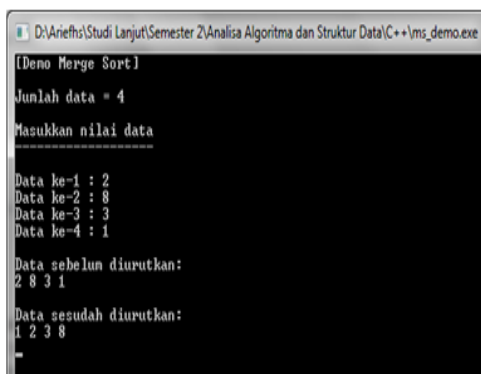 D:\Ariefhs\Studi Lanjut\Semester 2\Analisa Algoritma dan Struktur Data\C++\ms_demo.exe
[Demo Merge Sort]
Jumlah data = 4
Masukkan nilai data
-------------------
Data ke-1 : 2
Data ke-2 : 8
Data ke-3 : 3
Data ke-4 : 1
Data sebelum diurutkan:
2 8 3 1
Data sesudah diurutkan:
1 2 3 8